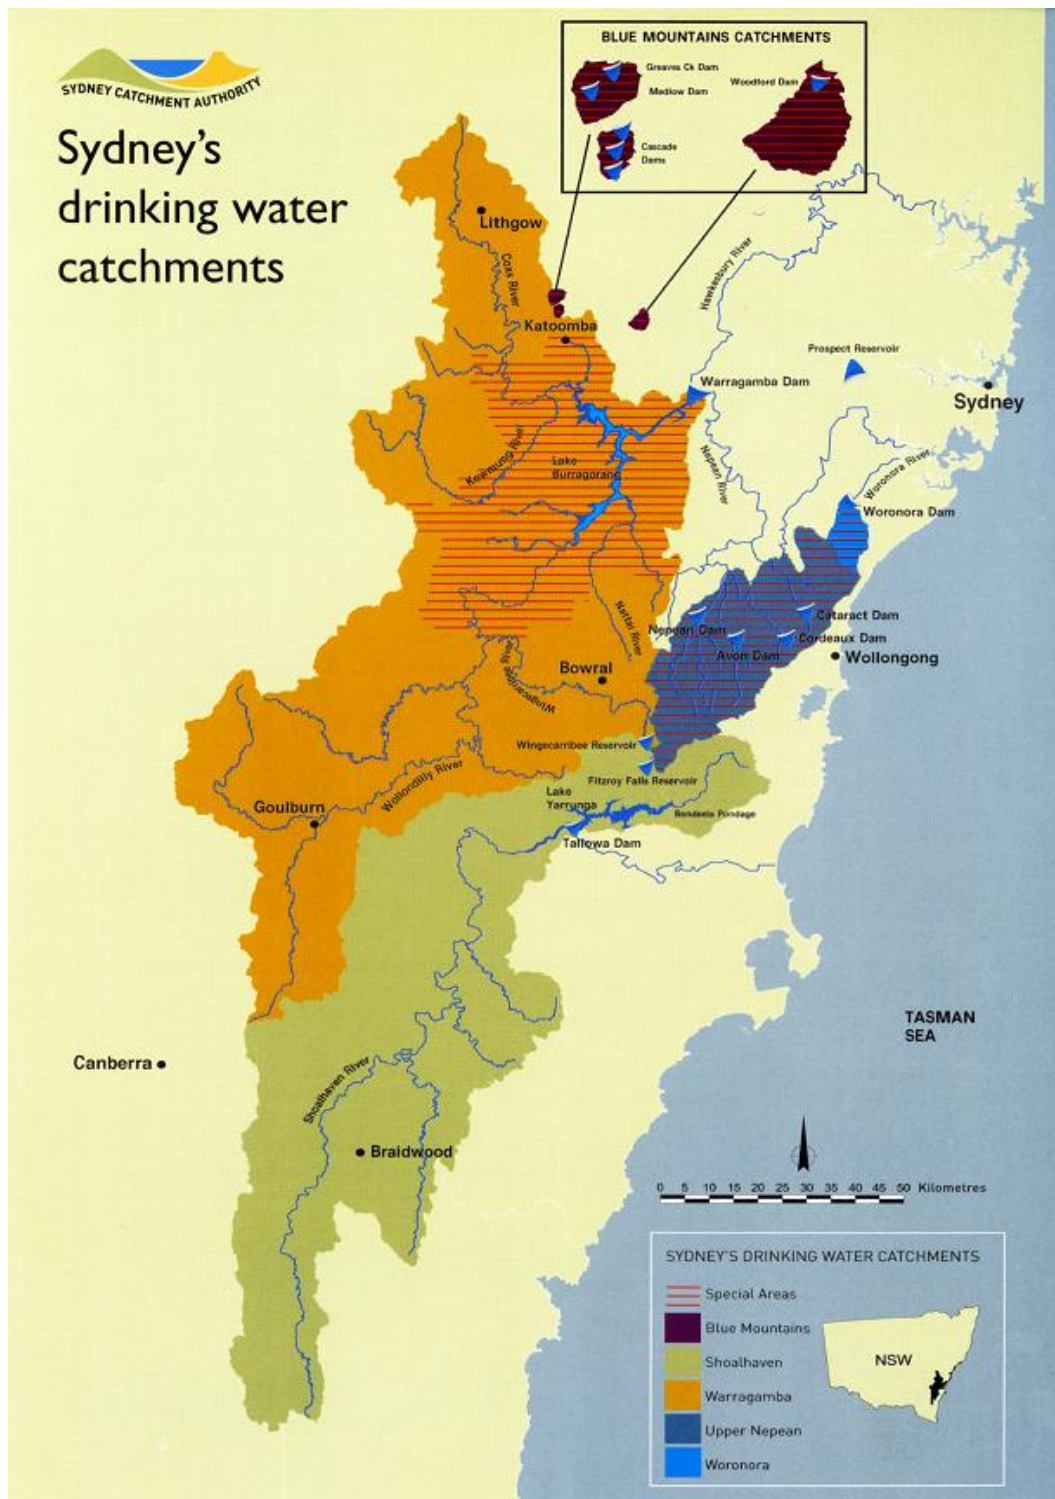 SYDNEY CATCHMENT AUTHORITY
Sydney's
drinking water
catchments
BLUE MOUNTAINS CATCHMENTS
Greaves Ck Dam
Medlow Dam
Woodford Dam
Cascade
Dams
Lithgow
Coxs River
Katoomba
Hawkesbury River
Prospect Reservoir
Warragamba Dam
Sydney
Kowmung River
Lake
Burragorang
Nepean River
Woronora River
Woronora Dam
Nattai River
Nepean Dam
Cataract Dam
Cordeaux Dam
Avon Dam
Wollongong
Bowral
Wingecarribee River
Wingecarribee Reservoir
Fitzroy Falls Reservoir
Wollondilly River
Goulburn
Lake
Yarrunga
Bendeela Pondage
Tallowa Dam
TASMAN
SEA
Canberra
Shoalhaven River
Braidwood
0 5 10 15 20 25 30 35 40 45 50 Kilometres
SYDNEY'S DRINKING WATER CATCHMENTS
Special Areas
Blue Mountains
Shoalhaven
Warragamba
Upper Nepean
Woronora
NSW